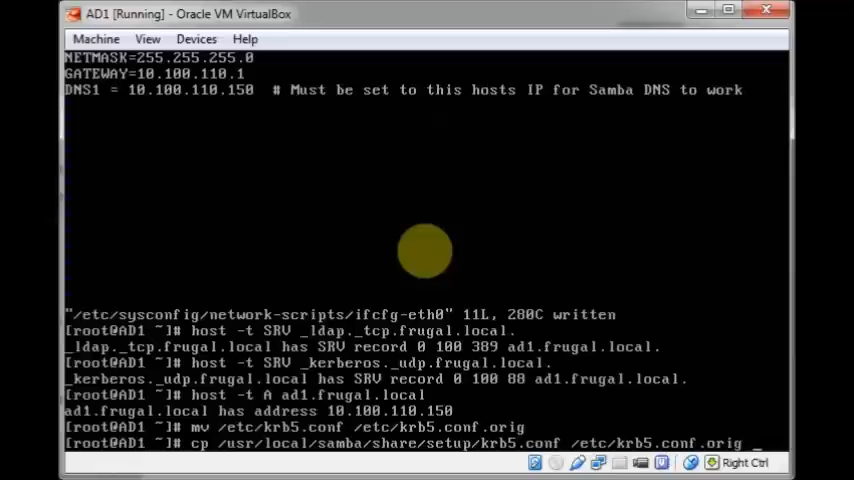 AD1 [Running] - Oracle VM VirtualBox
Machine View Devices Help
NETMASK=255.255.255.0
GATEWAY=10.100.110.1
DNS1 = 10.100.110.150 # Must be set to this hosts IP for Samba DNS to work
"/etc/sysconfig/network-scripts/ifcfg-eth0" 11L, 280C written
[root@AD1 ~]# host -t SRV _ldap._tcp.frugal.local.
_ldap._tcp.frugal.local has SRV record 0 100 389 ad1.frugal.local.
[root@AD1 ~]# host -t SRV _kerberos._udp.frugal.local.
_kerberos._udp.frugal.local has SRV record 0 100 88 ad1.frugal.local.
[root@AD1 ~]# host -t A ad1.frugal.local
ad1.frugal.local has address 10.100.110.150
[root@AD1 ~]# mv /etc/krb5.conf /etc/krb5.conf.orig
[root@AD1 ~]# cp /usr/local/samba/share/setup/krb5.conf /etc/krb5.conf.orig _
Right Ctrl